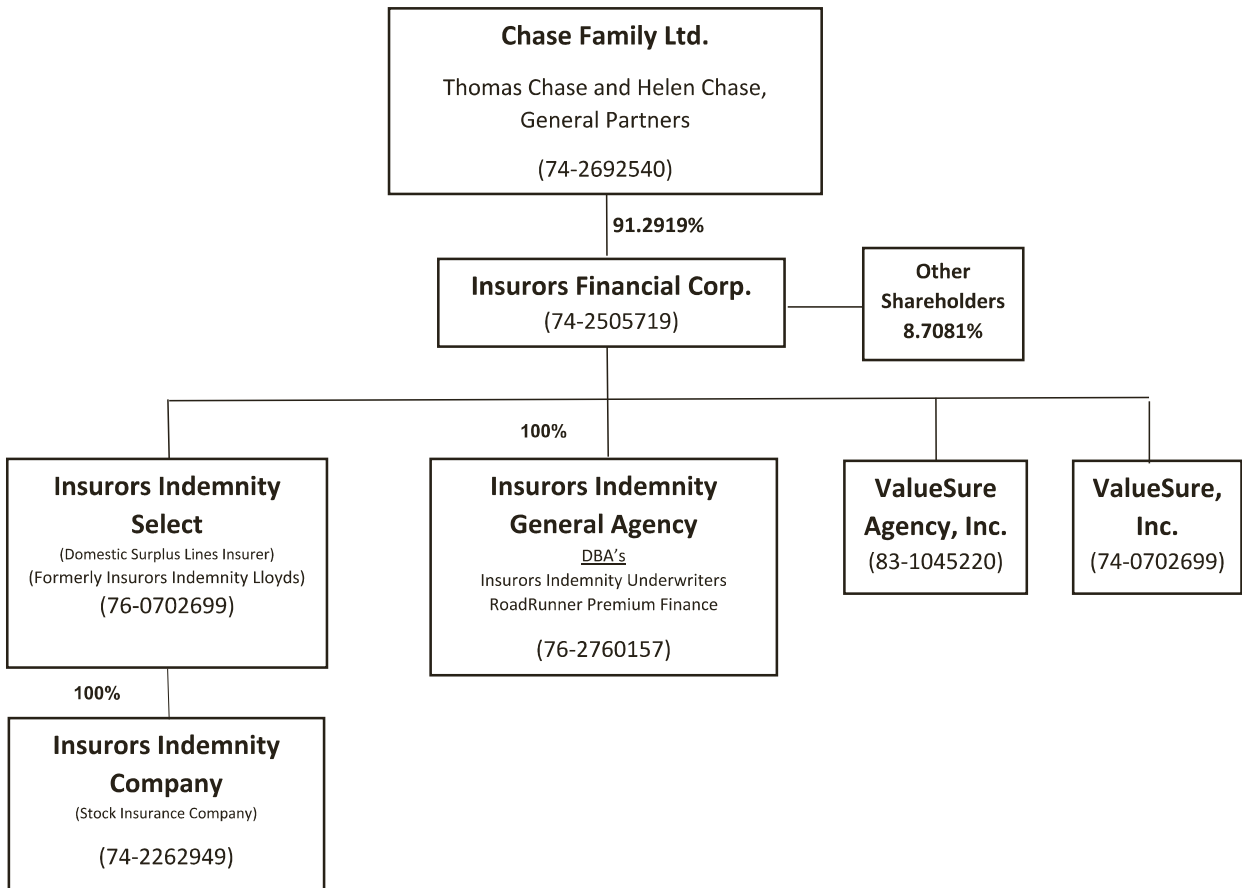 Chase Family Ltd.
Thomas Chase and Helen Chase,
General Partners
(74-2692540)
91.2919%
Insurors Financial Corp.
(74-2505719)
Other
Shareholders
8.7081%
100%
Insurors Indemnity
Select
(Domestic Surplus Lines Insurer)
(Formerly Insurors Indemnity Lloyds)
(76-0702699)
Insurors Indemnity
General Agency
DBA's
Insurors Indemnity Underwriters
RoadRunner Premium Finance
(76-2760157)
ValueSure
Agency, Inc.
(83-1045220)
ValueSure,
Inc.
(74-0702699)
100%
Insurors Indemnity
Company
(Stock Insurance Company)
(74-2262949)